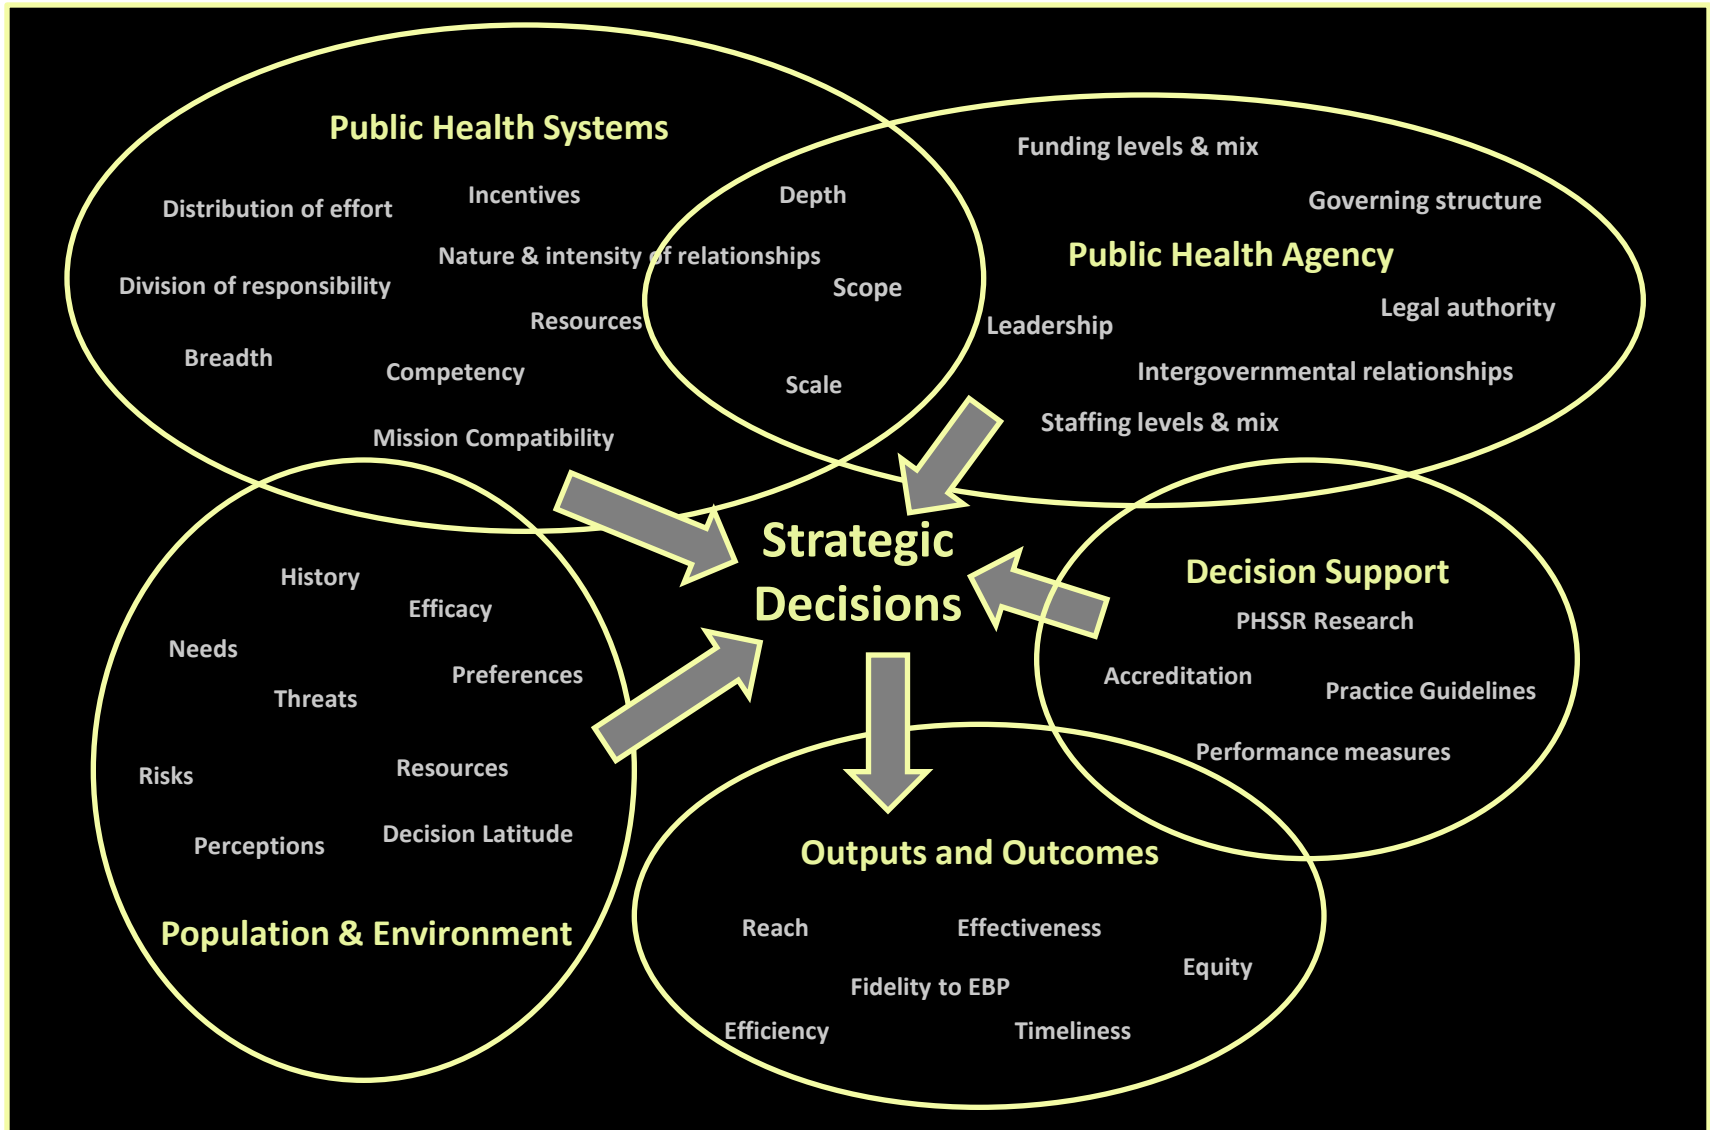 Public Health Systems
Distribution of effort
Incentives
Depth
Nature & intensity of relationships
Division of responsibility
Scope
Resources
Breadth
Competency
Scale
Mission Compatibility
Funding levels & mix
Governing structure
Public Health Agency
Legal authority
Leadership
Intergovernmental relationships
Staffing levels & mix
Strategic
Decisions
Decision Support
PHSSR Research
Accreditation
Practice Guidelines
Performance measures
History
Efficacy
Needs
Preferences
Threats
Risks
Resources
Decision Latitude
Perceptions
Population & Environment
Outputs and Outcomes
Reach
Effectiveness
Equity
Fidelity to EBP
Efficiency
Timeliness